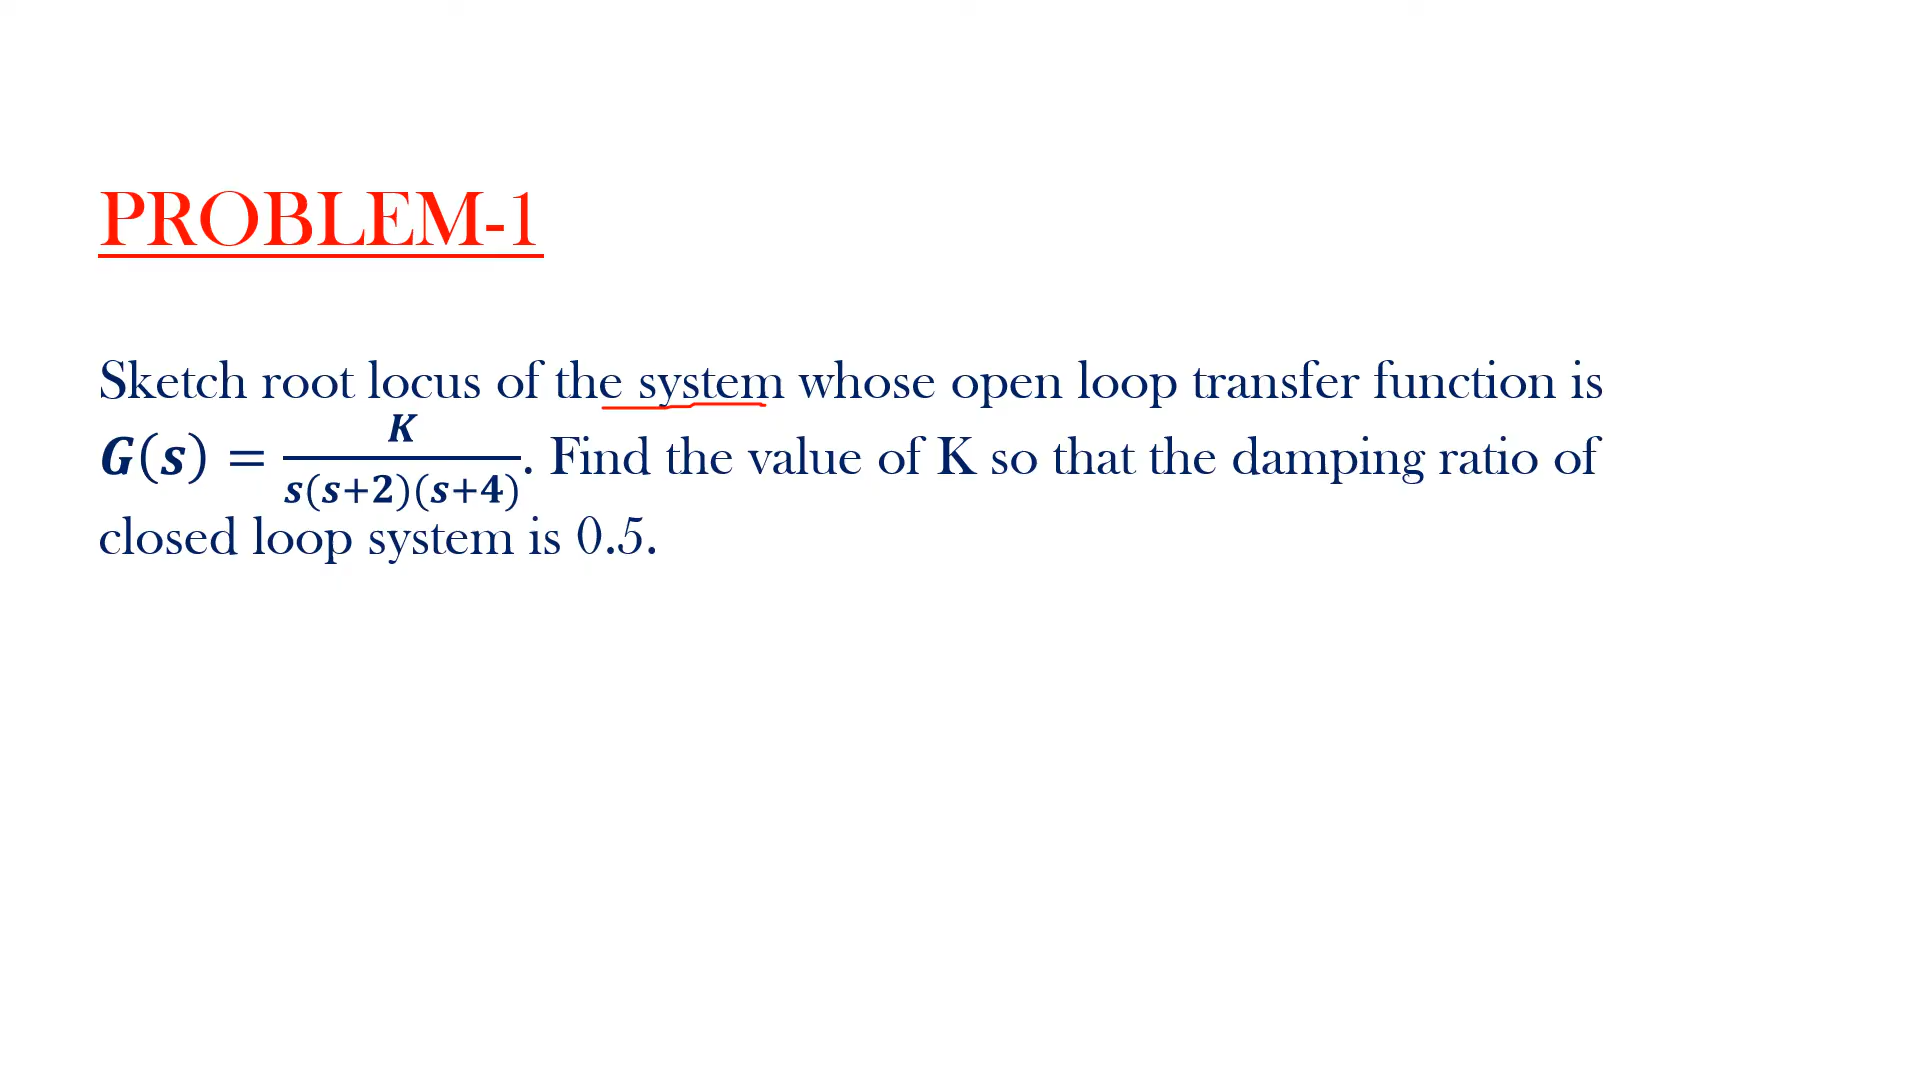 PROBLEM-1
Sketch root locus of the system whose open loop transfer function is
G(s) = K/(s(s+2)(s+4)). Find the value of K so that the damping ratio of
closed loop system is 0.5.